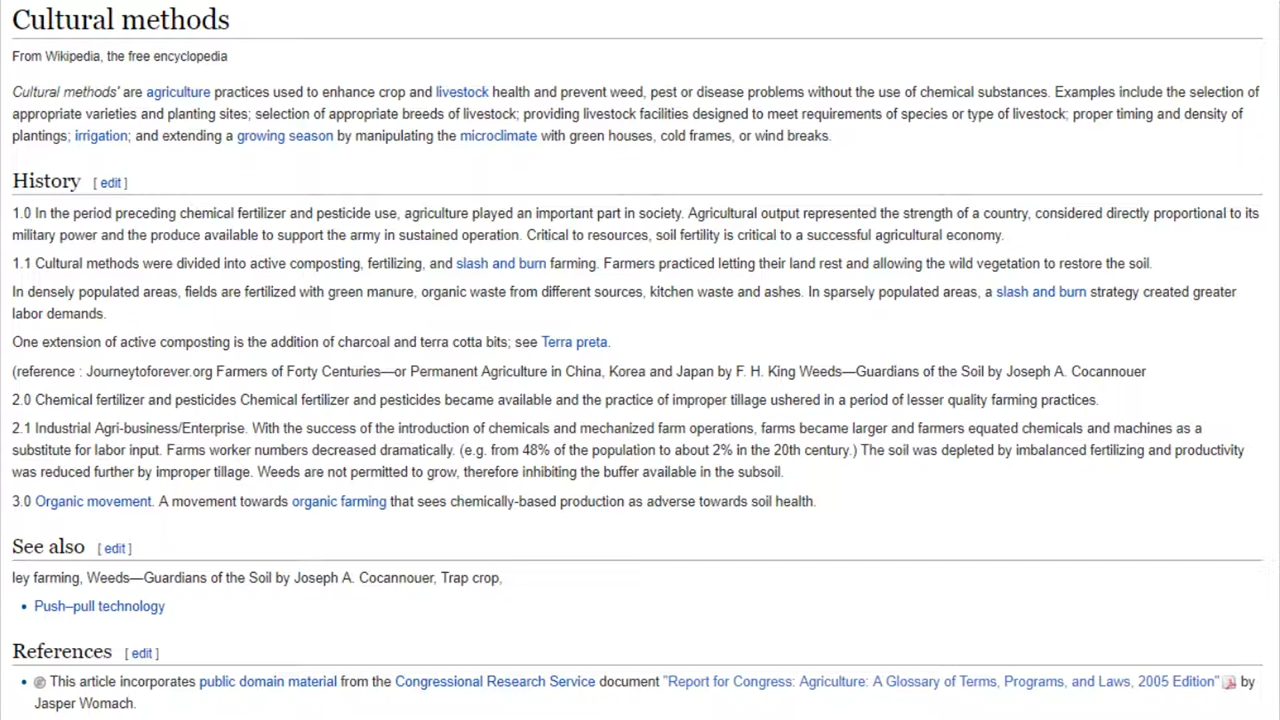 Cultural methods
From Wikipedia, the free encyclopedia
Cultural methods' are agriculture practices used to enhance crop and livestock health and prevent weed, pest or disease problems without the use of chemical substances. Examples include the selection of
appropriate varieties and planting sites; selection of appropriate breeds of livestock; providing livestock facilities designed to meet requirements of species or type of livestock; proper timing and density of
plantings; irrigation; and extending a growing season by manipulating the microclimate with green houses, cold frames, or wind breaks.
History [ edit ]
1.0 In the period preceding chemical fertilizer and pesticide use, agriculture played an important part in society. Agricultural output represented the strength of a country, considered directly proportional to its
military power and the produce available to support the army in sustained operation. Critical to resources, soil fertility is critical to a successful agricultural economy.
1.1 Cultural methods were divided into active composting, fertilizing, and slash and burn farming. Farmers practiced letting their land rest and allowing the wild vegetation to restore the soil.
In densely populated areas, fields are fertilized with green manure, organic waste from different sources, kitchen waste and ashes. In sparsely populated areas, a slash and burn strategy created greater
labor demands.
One extension of active composting is the addition of charcoal and terra cotta bits; see Terra preta.
(reference : Journeytoforever.org Farmers of Forty Centuries—or Permanent Agriculture in China, Korea and Japan by F. H. King Weeds—Guardians of the Soil by Joseph A. Cocannouer
2.0 Chemical fertilizer and pesticides Chemical fertilizer and pesticides became available and the practice of improper tillage ushered in a period of lesser quality farming practices.
2.1 Industrial Agri-business/Enterprise. With the success of the introduction of chemicals and mechanized farm operations, farms became larger and farmers equated chemicals and machines as a
substitute for labor input. Farms worker numbers decreased dramatically. (e.g. from 48% of the population to about 2% in the 20th century.) The soil was depleted by imbalanced fertilizing and productivity
was reduced further by improper tillage. Weeds are not permitted to grow, therefore inhibiting the buffer available in the subsoil.
3.0 Organic movement. A movement towards organic farming that sees chemically-based production as adverse towards soil health.
See also [ edit ]
ley farming, Weeds—Guardians of the Soil by Joseph A. Cocannouer, Trap crop,
• Push–pull technology
References [ edit ]
• This article incorporates public domain material from the Congressional Research Service document "Report for Congress: Agriculture: A Glossary of Terms, Programs, and Laws, 2005 Edition" by
Jasper Womach.